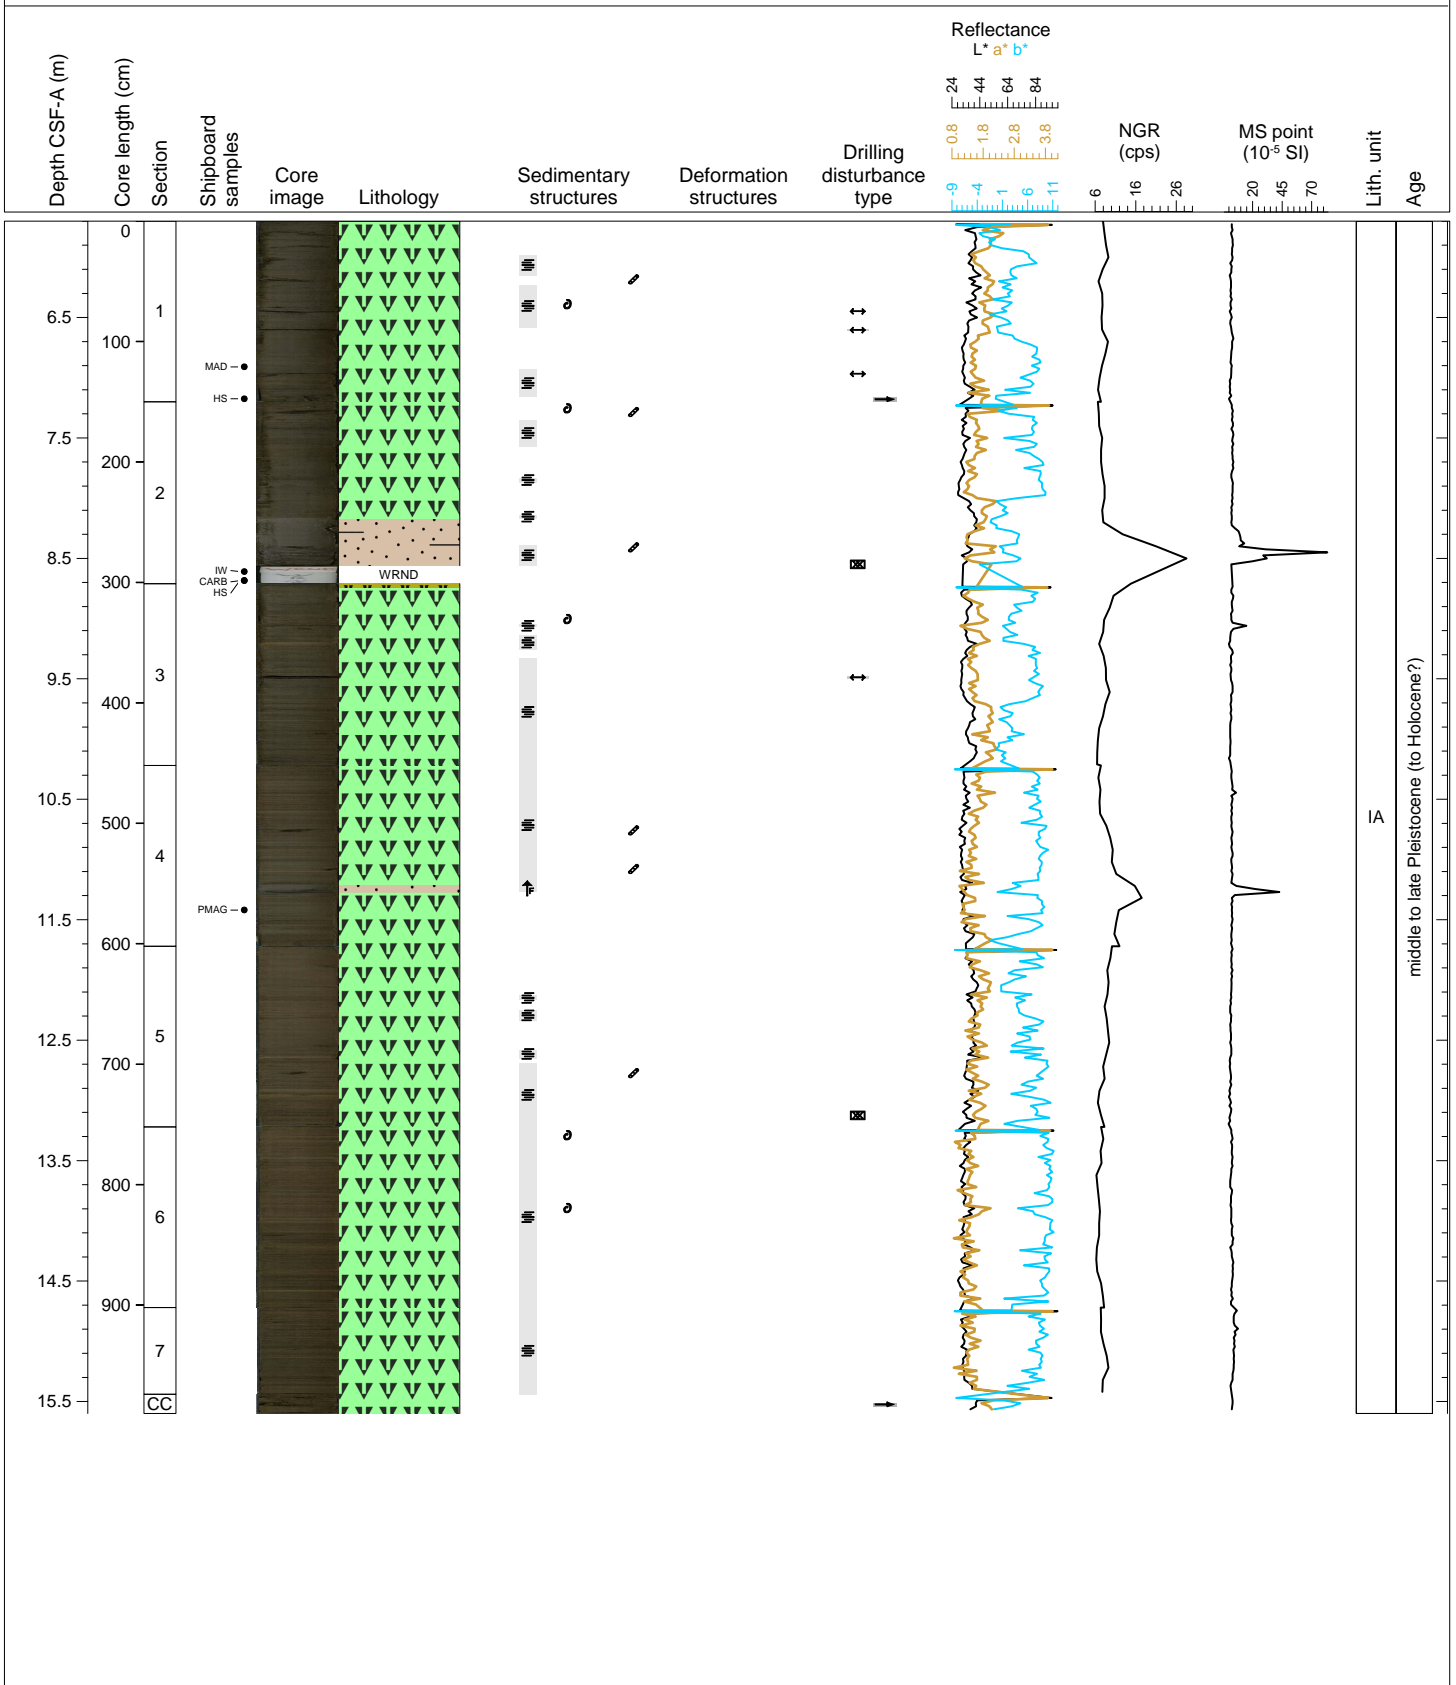 Reflectance
L* a* b*
24 44 64 84
0.8 1.8 2.8 3.8
-9 -4 1 6 11
Depth CSF-A (m)
Core length (cm)
Section
Shipboard
samples
Core
image
Lithology
Sedimentary
structures
Deformation
structures
Drilling
disturbance
type
NGR
(cps)
6 16 26
MS point
(10-5 SI)
20 45 70
Lith. unit
Age
0
1
6.5
100
MAD
HS
7.5
200
2
8.5
IW
WRND
CARB
300
HS
3
9.5
400
middle to late Pleistocene (to Holocene?)
10.5
IA
500
4
F
PMAG
11.5
600
5
12.5
700
13.5
800
6
14.5
900
7
15.5
CC